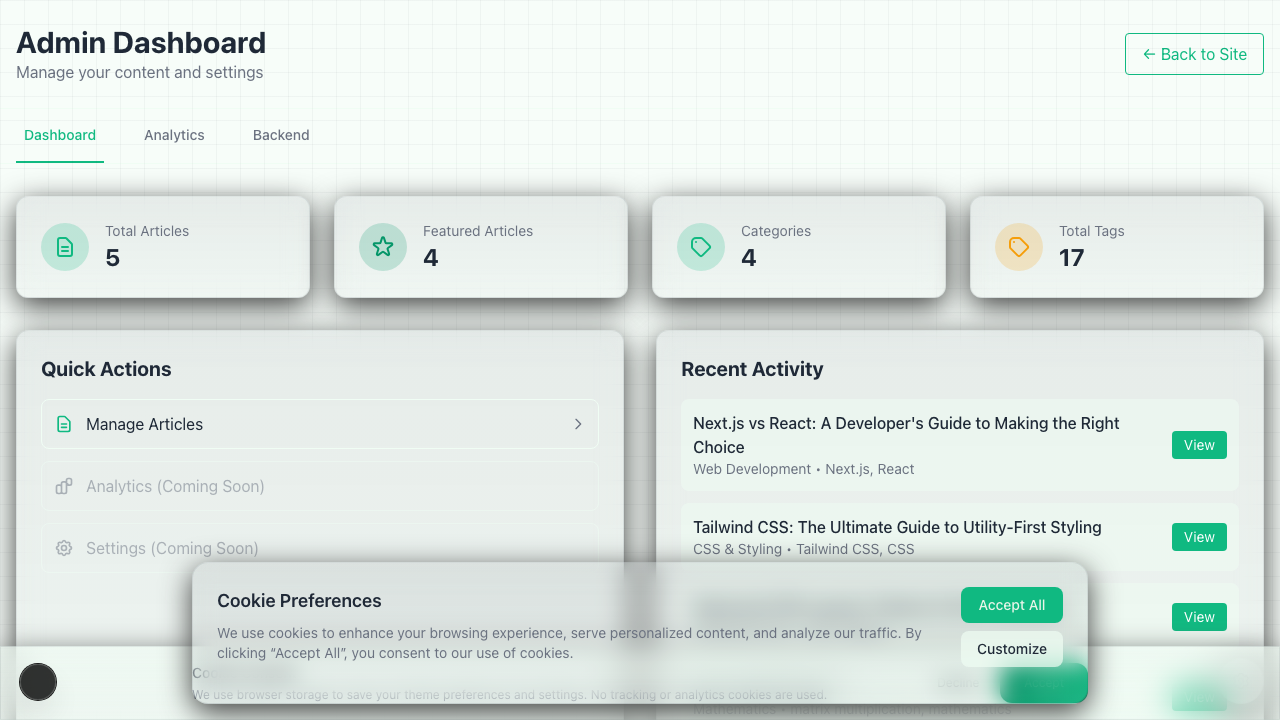 Admin Dashboard
Manage your content and settings
← Back to Site
Dashboard
Analytics
Backend
Total Articles
5
Featured Articles
4
Categories
4
Total Tags
17
Quick Actions
Manage Articles
Analytics (Coming Soon)
Settings (Coming Soon)
Recent Activity
Next.js vs React: A Developer's Guide to Making the Right
Choice
Web Development • Next.js, React
View
Tailwind CSS: The Ultimate Guide to Utility-First Styling
CSS & Styling • Tailwind CSS, CSS
View
View
Cookie Preferences
We use cookies to enhance your browsing experience, serve personalized content, and analyze our traffic. By
clicking “Accept All”, you consent to our use of cookies.
Accept All
Customize
Decline
We use browser storage to save your theme preferences and settings. No tracking or analytics cookies are used.
Mathematics • matrix multiplication, mathematics
View